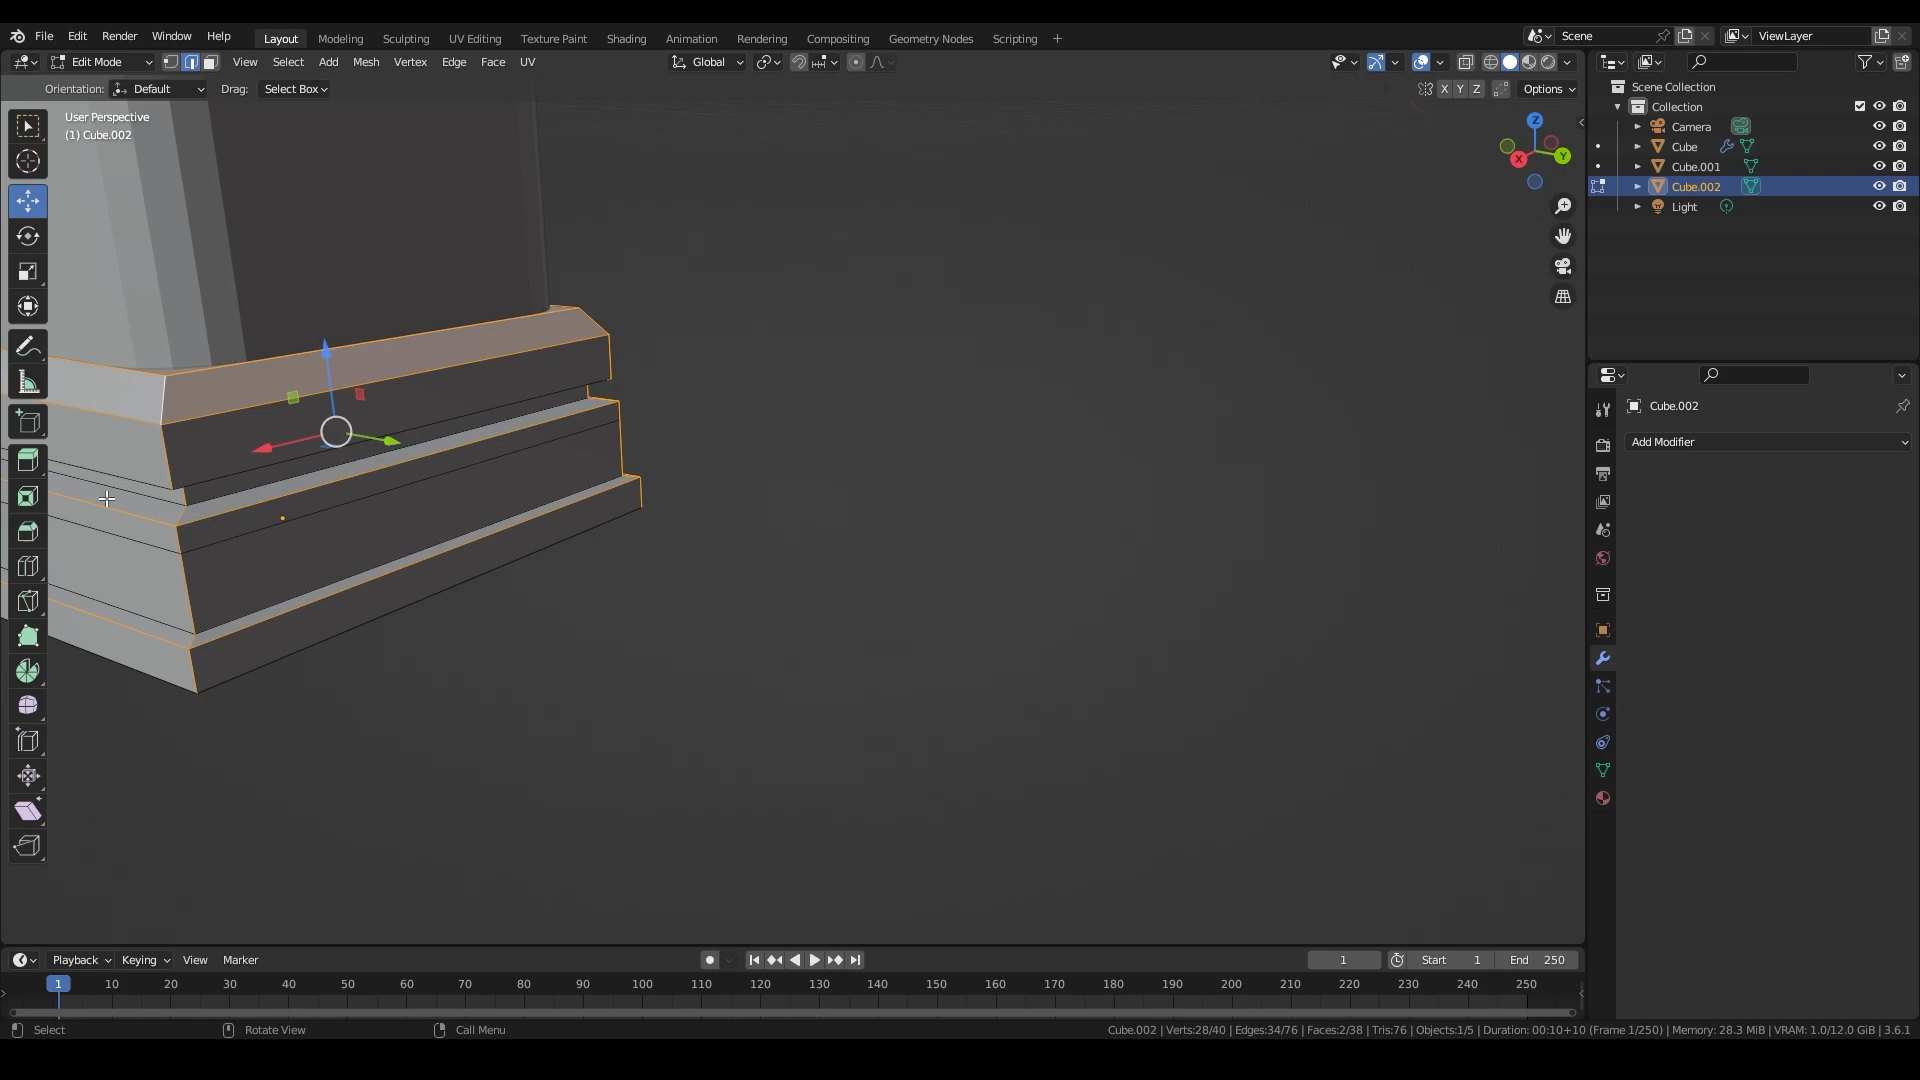 File Edit Render Window Help Layout Modeling Sculpting UV Editing Texture Paint Shading Animation Rendering Compositing Geometry Nodes Scripting + Scene ViewLayer
Edit Mode View Select Add Mesh Vertex Edge Face UV Global
Orientation: Default Drag: Select Box X Y Z Options
User Perspective
(1) Cube.002
Z
X
Y
Scene Collection
Collection
Camera
Cube
Cube.001
Cube.002
Light
Cube.002
Add Modifier
Playback Keying View Marker 1 Start 1 End 250
1 10 20 30 40 50 60 70 80 90 100 110 120 130 140 150 160 170 180 190 200 210 220 230 240 250
Select Rotate View Call Menu Cube.002 | Verts:28/40 | Edges:34/76 | Faces:2/38 | Tris:76 | Objects:1/5 | Duration: 00:10+10 (Frame 1/250) | Memory: 28.3 MiB | VRAM: 1.0/12.0 GiB | 3.6.1